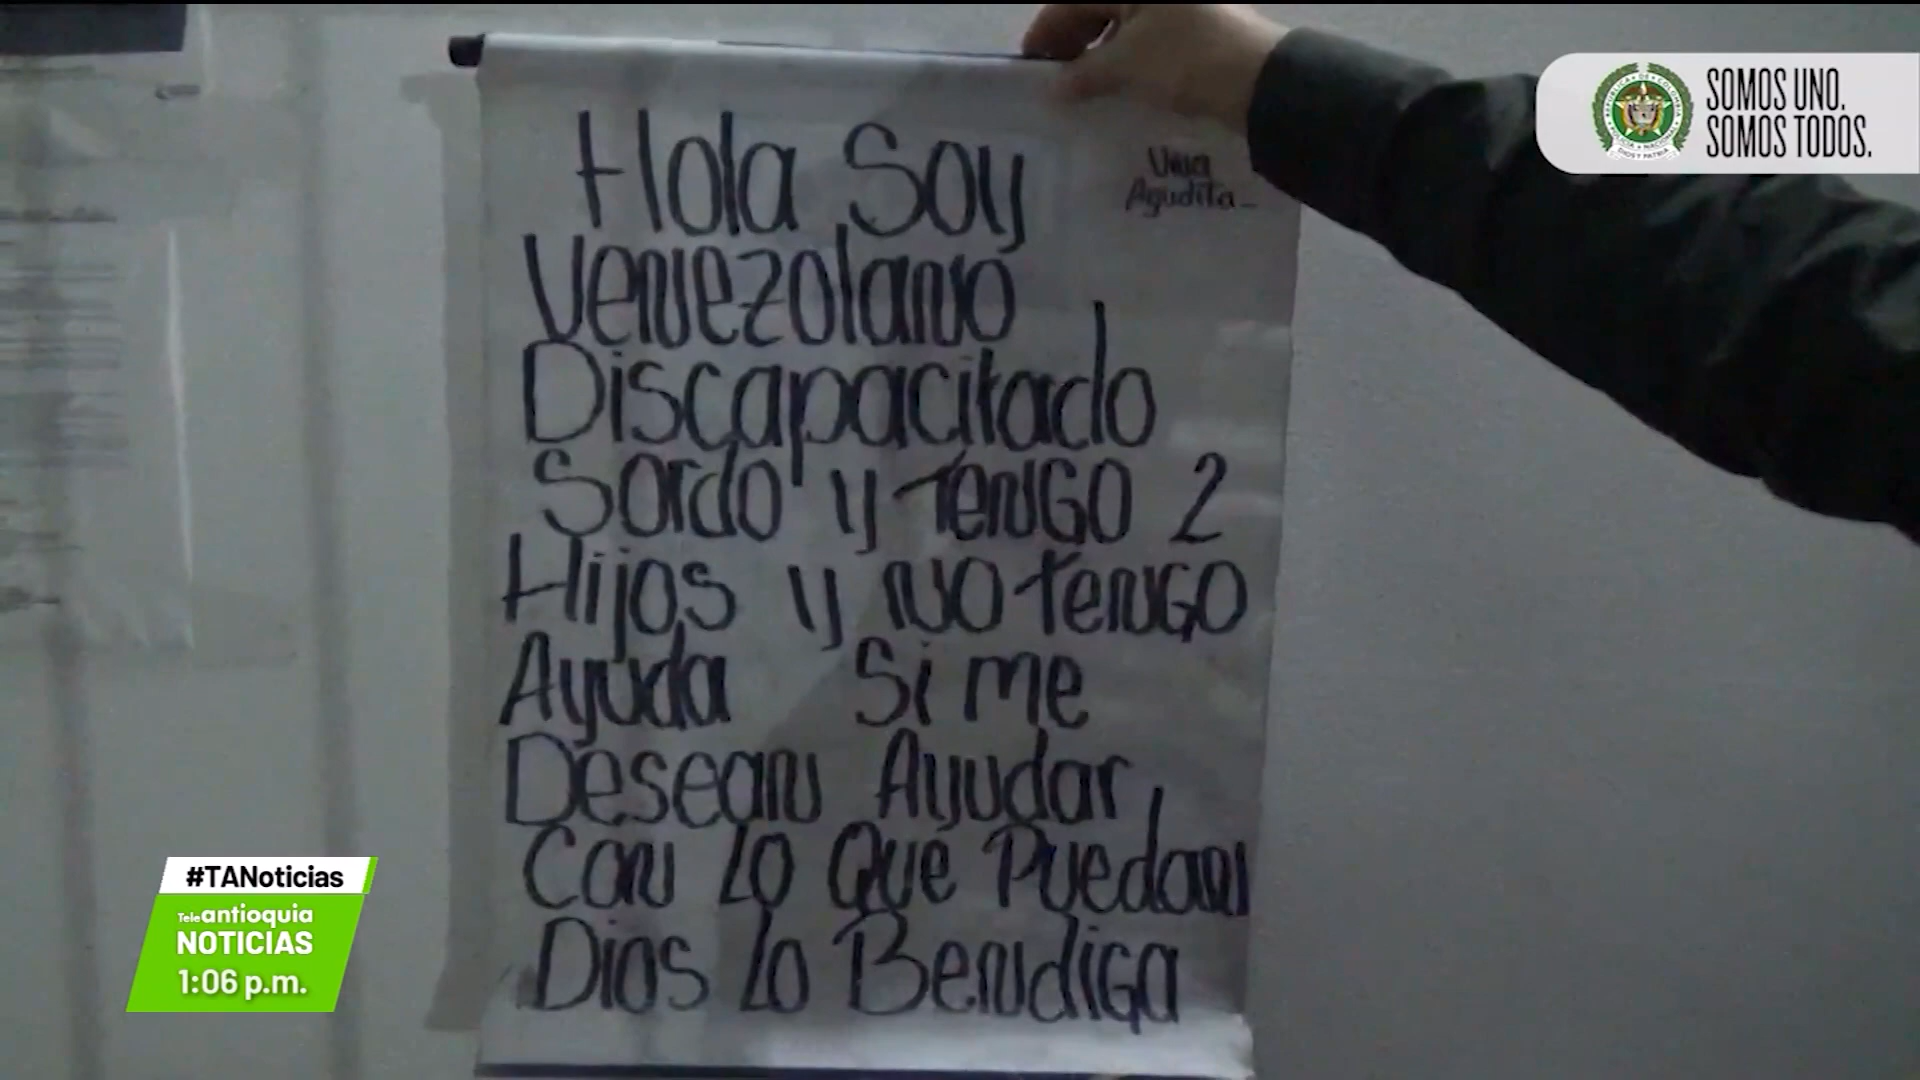 Hola Soy
Una
Ayudita_
Venezolano
Discapacitado
Sordo y Tengo 2
Hijos y No Tengo
Ayuda Si me
Desean Ayudar
Con Lo Que Puedan
Dios Lo Bendiga
SOMOS UNO.
SOMOS TODOS.
#TANoticias
Teleantioquia
NOTICIAS
1:06 p.m.